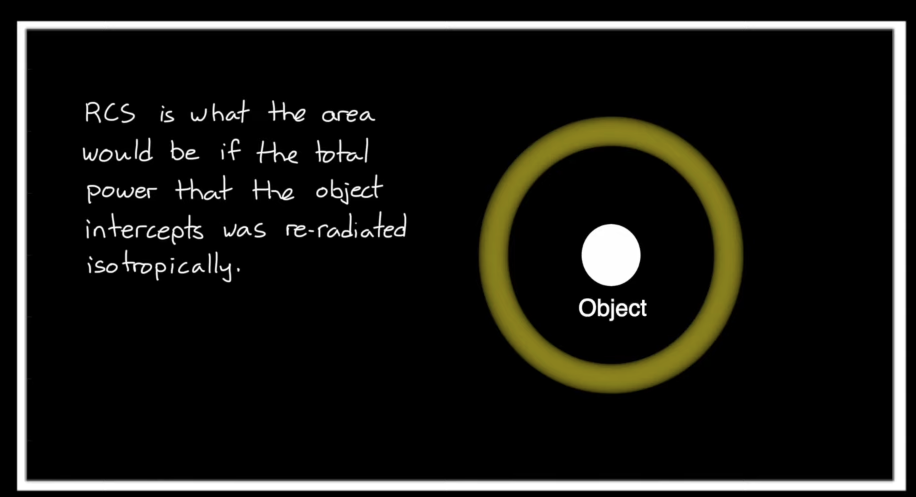 RCS is what the area
would be if the total
power that the object
intercepts was re-radiated
isotropically.
Object